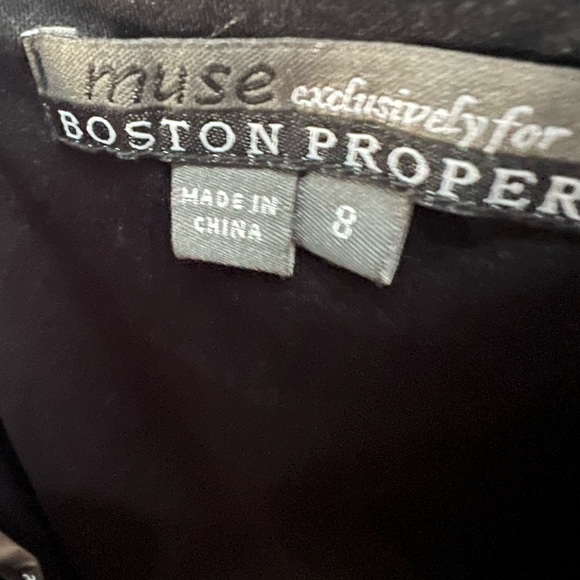 muse exclusively for
BOSTON PROPER
MADE IN
CHINA
8